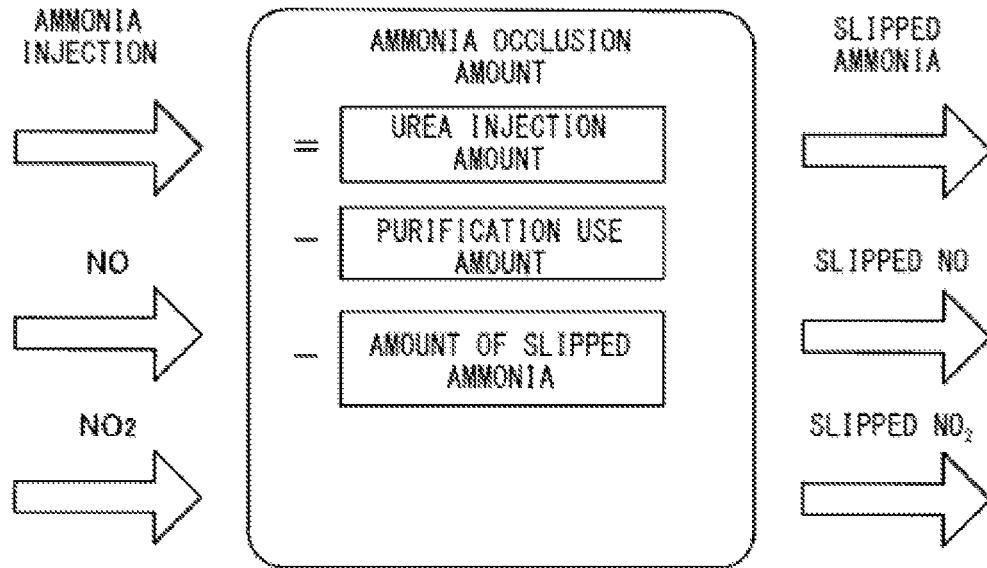 AMMONIA
INJECTION
NO
NO2
AMMONIA OCCLUSION
AMOUNT
= UREA INJECTION
AMOUNT
- PURIFICATION USE
AMOUNT
- AMOUNT OF SLIPPED
AMMONIA
SLIPPED
AMMONIA
SLIPPED NO
SLIPPED NO₂